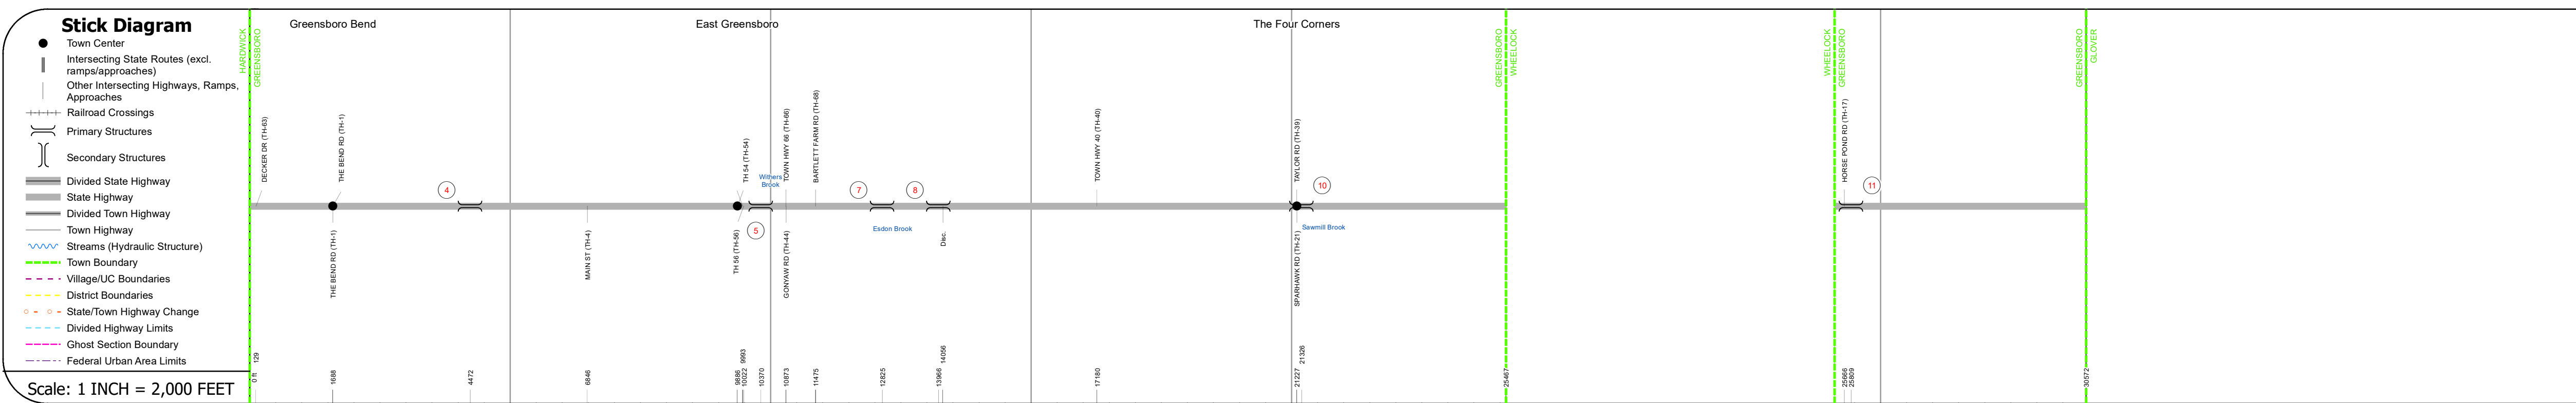 Stick Diagram
Town Center
Intersecting State Routes (excl.
ramps/approaches)
Other Intersecting Highways, Ramps,
Approaches
Railroad Crossings
Primary Structures
Secondary Structures
Divided State Highway
State Highway
Divided Town Highway
Town Highway
Streams (Hydraulic Structure)
Town Boundary
Village/UC Boundaries
District Boundaries
State/Town Highway Change
Divided Highway Limits
Ghost Section Boundary
Federal Urban Area Limits
Scale: 1 INCH = 2,000 FEET
Greensboro Bend
East Greensboro
The Four Corners
HARDWICK
GREENSBORO
GREENSBORO
WHEELOCK
WHEELOCK
GREENSBORO
GREENSBORO
GLOVER
DECKER DR (TH-63)
THE BEND RD (TH-1)
TH 54 (TH-54)
TOWN HWY 66 (TH-66)
BARTLETT FARM RD (TH-68)
TOWN HWY 40 (TH-40)
TAYLOR RD (TH-39)
HORSE POND RD (TH-17)
4
Withers
Brook
7
8
10
11
5
Esdon Brook
Sawmill Brook
THE BEND RD (TH-1)
MAIN ST (TH-4)
TH 56 (TH-56)
GONYAW RD (TH-44)
Disc.
SPARHAWK RD (TH-21)
0 ft
129
1688
4472
6846
9886
9993
10022
10370
10873
11475
12825
13966
14056
17180
21227
21326
25467
25666
25809
30572